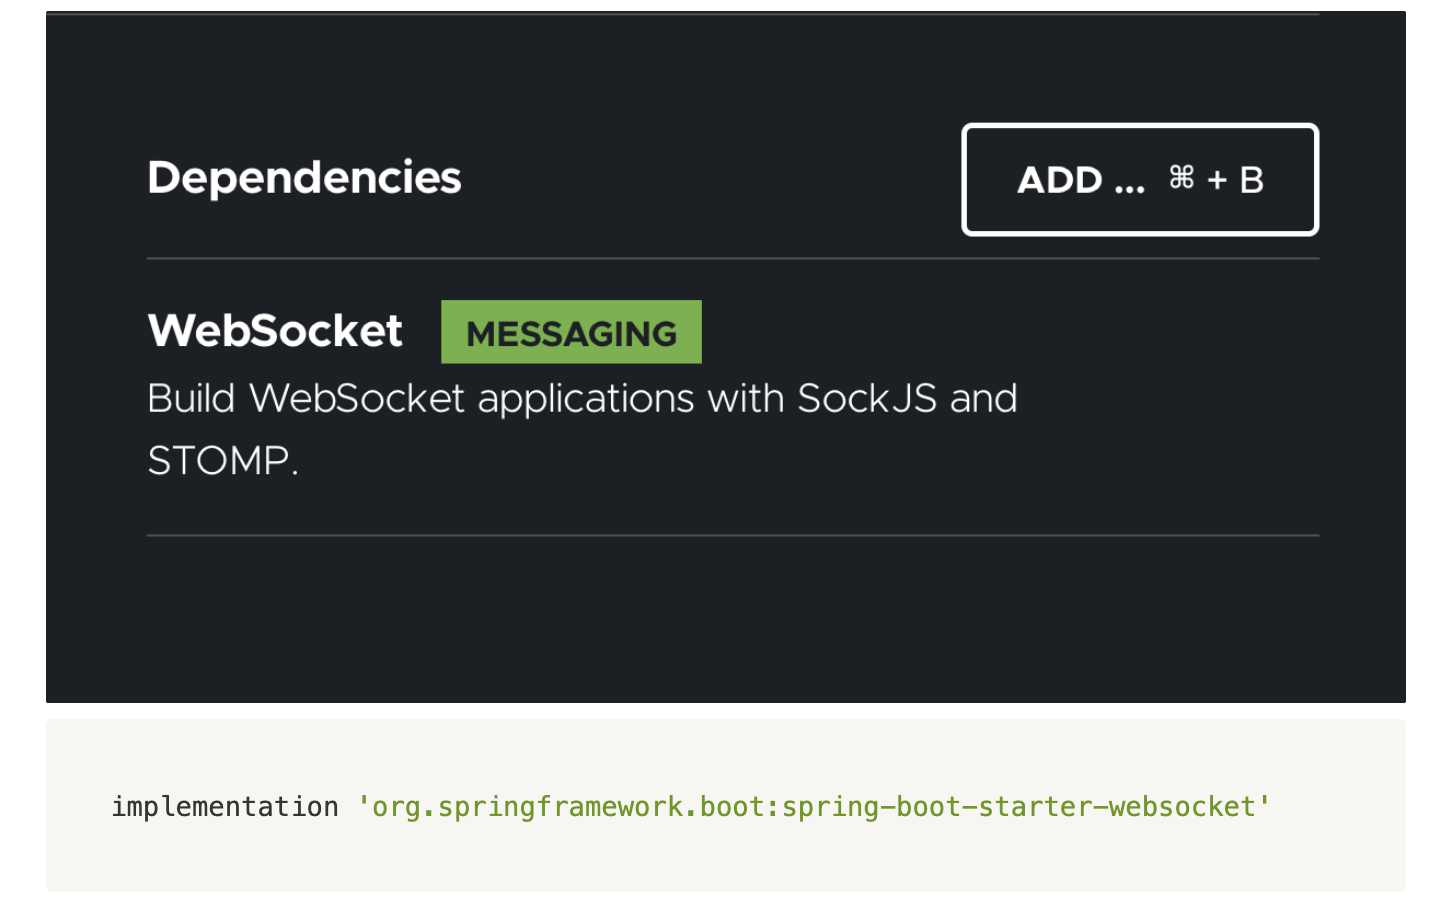 Dependencies
ADD ... ⌘ + B
WebSocket MESSAGING
Build WebSocket applications with SockJS and
STOMP.
implementation 'org.springframework.boot:spring-boot-starter-websocket'